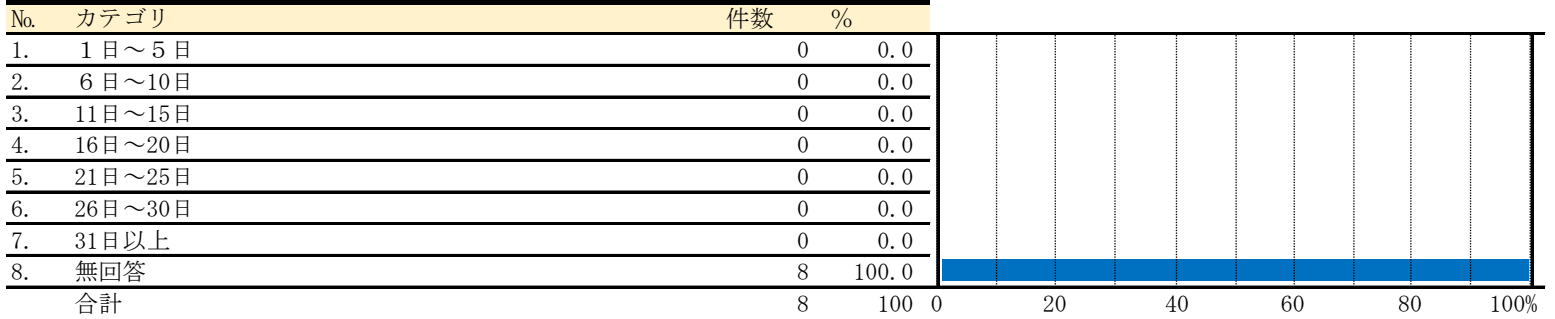 № カテゴリ 件数 %
1. １日～５日 0 0.0
2. ６日～10日 0 0.0
3. 11日～15日 0 0.0
4. 16日～20日 0 0.0
5. 21日～25日 0 0.0
6. 26日～30日 0 0.0
7. 31日以上 0 0.0
8. 無回答 8 100.0
合計 8 100 0 20 40 60 80 100%